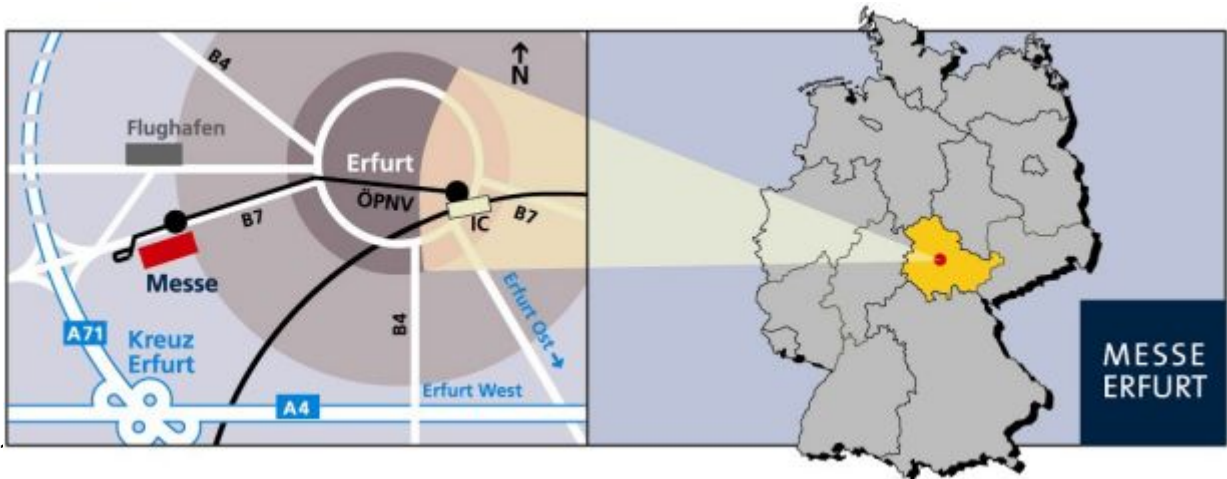 B4
N
Flughafen
Erfurt
ÖPNV
B7
IC
B7
Messe
A71
Kreuz
Erfurt
B4
Erfurt Ost
Erfurt West
A4
MESSE
ERFURT